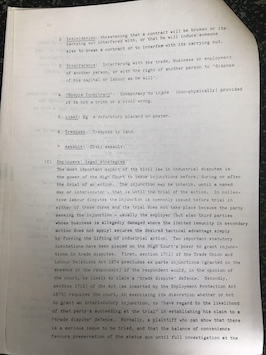 Intimidation: threatening that a contract will be broken or its
carrying out interfered with, or that he will induce someone
else to break a contract or to interfere with its carrying out.
Interference: Interfering with the trade, business or employment
of another person, or with the right of another person to "dispose
of his capital or labour as he will".
"Simple Conspiracy": Conspiracy to injure (non-physically) provided
it is not a crime or a civil wrong.
Libel: Eg a defamatory placard or poster.
Trespass: Trespass to land.
Assault: Civil assault.
Employers' legal strategies
The most important aspect of the civil law in industrial disputes is
the power of the High Court to issue injunctions before, during or after
the trial of an action. The injunction may be interim, until a named
day or interlocutory, that is until the trial of the action. In
labour disputes the injunction is commonly issued before trial in
either of these forms and the trial does not take place because the party
seeking the injunction - usually the employer but also third parties
whose business is allegedly damaged where the limited immunity in secondary
action does not apply) secures the desired tactical advantage simply
by forcing the lifting of industrial action. Two important statutory
limitations have been placed on the High Court's power to grant injunc-
tions in trade disputes. First, section 17(1) of the Trade Union and
Labour Relations Act 1974 precludes ex parte injunctions (granted in the
absence of the respondent) if the respondent would, in the opinion of
the court, be likely to claim a 'trade dispute' defence. Secondly,
section 17(2) of the Act (as inserted by the Employment Protection Act
1975) requires the court, in exercising its discretion whether or not
to grant an interlocutory injunction, to "have regard to the likelihood
of that party's succeeding at the trial" in establishing his claim to a
'trade dispute' defence. Normally, a plaintiff who can show that there
is a serious issue to be tried, and that the balance of convenience
favours preservation of the status quo until full investigation at the